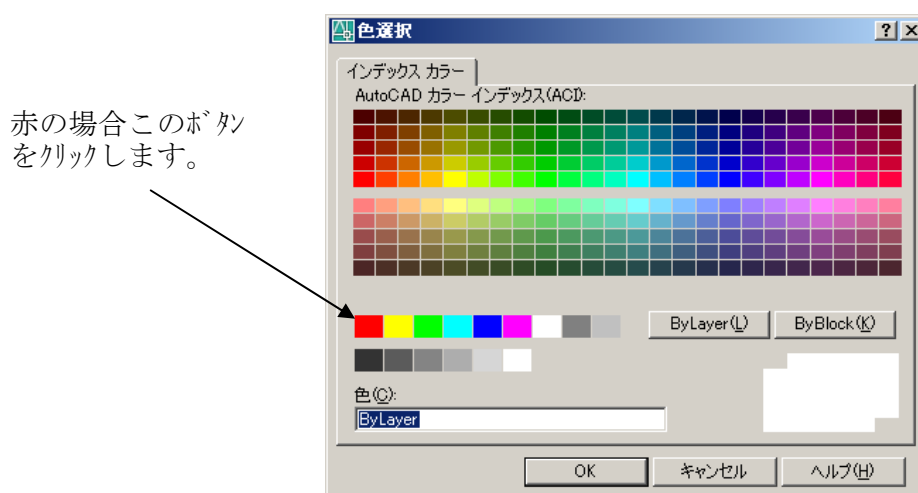 色選択
インデックス カラー
AutoCAD カラー インデックス(ACI):
赤の場合このﾎﾞﾀﾝ
をｸﾘｯｸします。
ByLayer(L)
ByBlock(K)
色(C):
ByLayer
OK
キャンセル
ヘルプ(H)